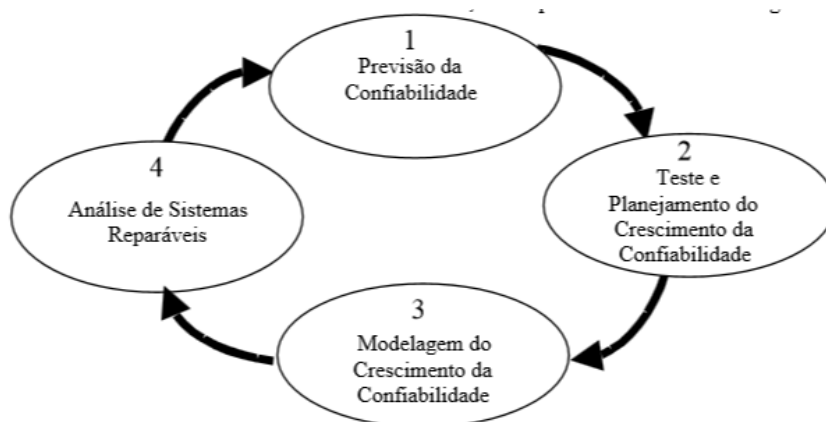 1
Previsão da
Confiabilidade
2
Teste e
Planejamento do
Crescimento da
Confiabilidade
3
Modelagem do
Crescimento da
Confiabilidade
4
Análise de Sistemas
Reparáveis